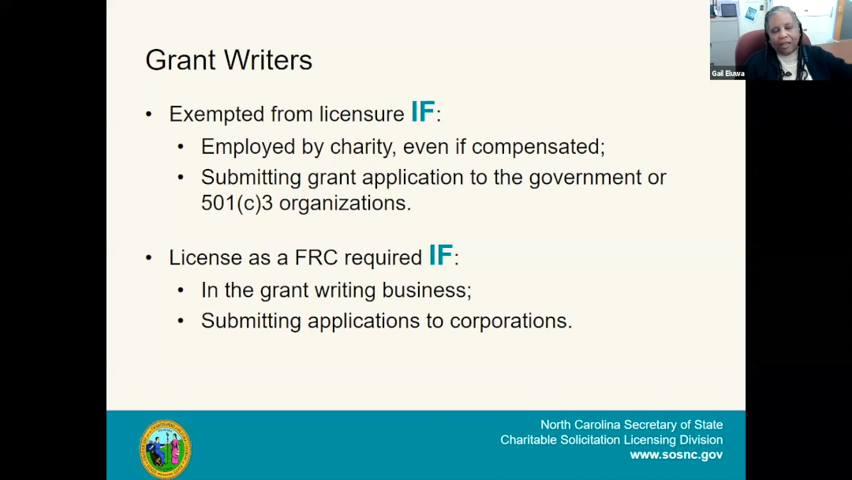 Grant Writers
Gail Eluwa
• Exempted from licensure IF:
• Employed by charity, even if compensated;
• Submitting grant application to the government or
501(c)3 organizations.
• License as a FRC required IF:
• In the grant writing business;
• Submitting applications to corporations.
North Carolina Secretary of State
Charitable Solicitation Licensing Division
www.sosnc.gov